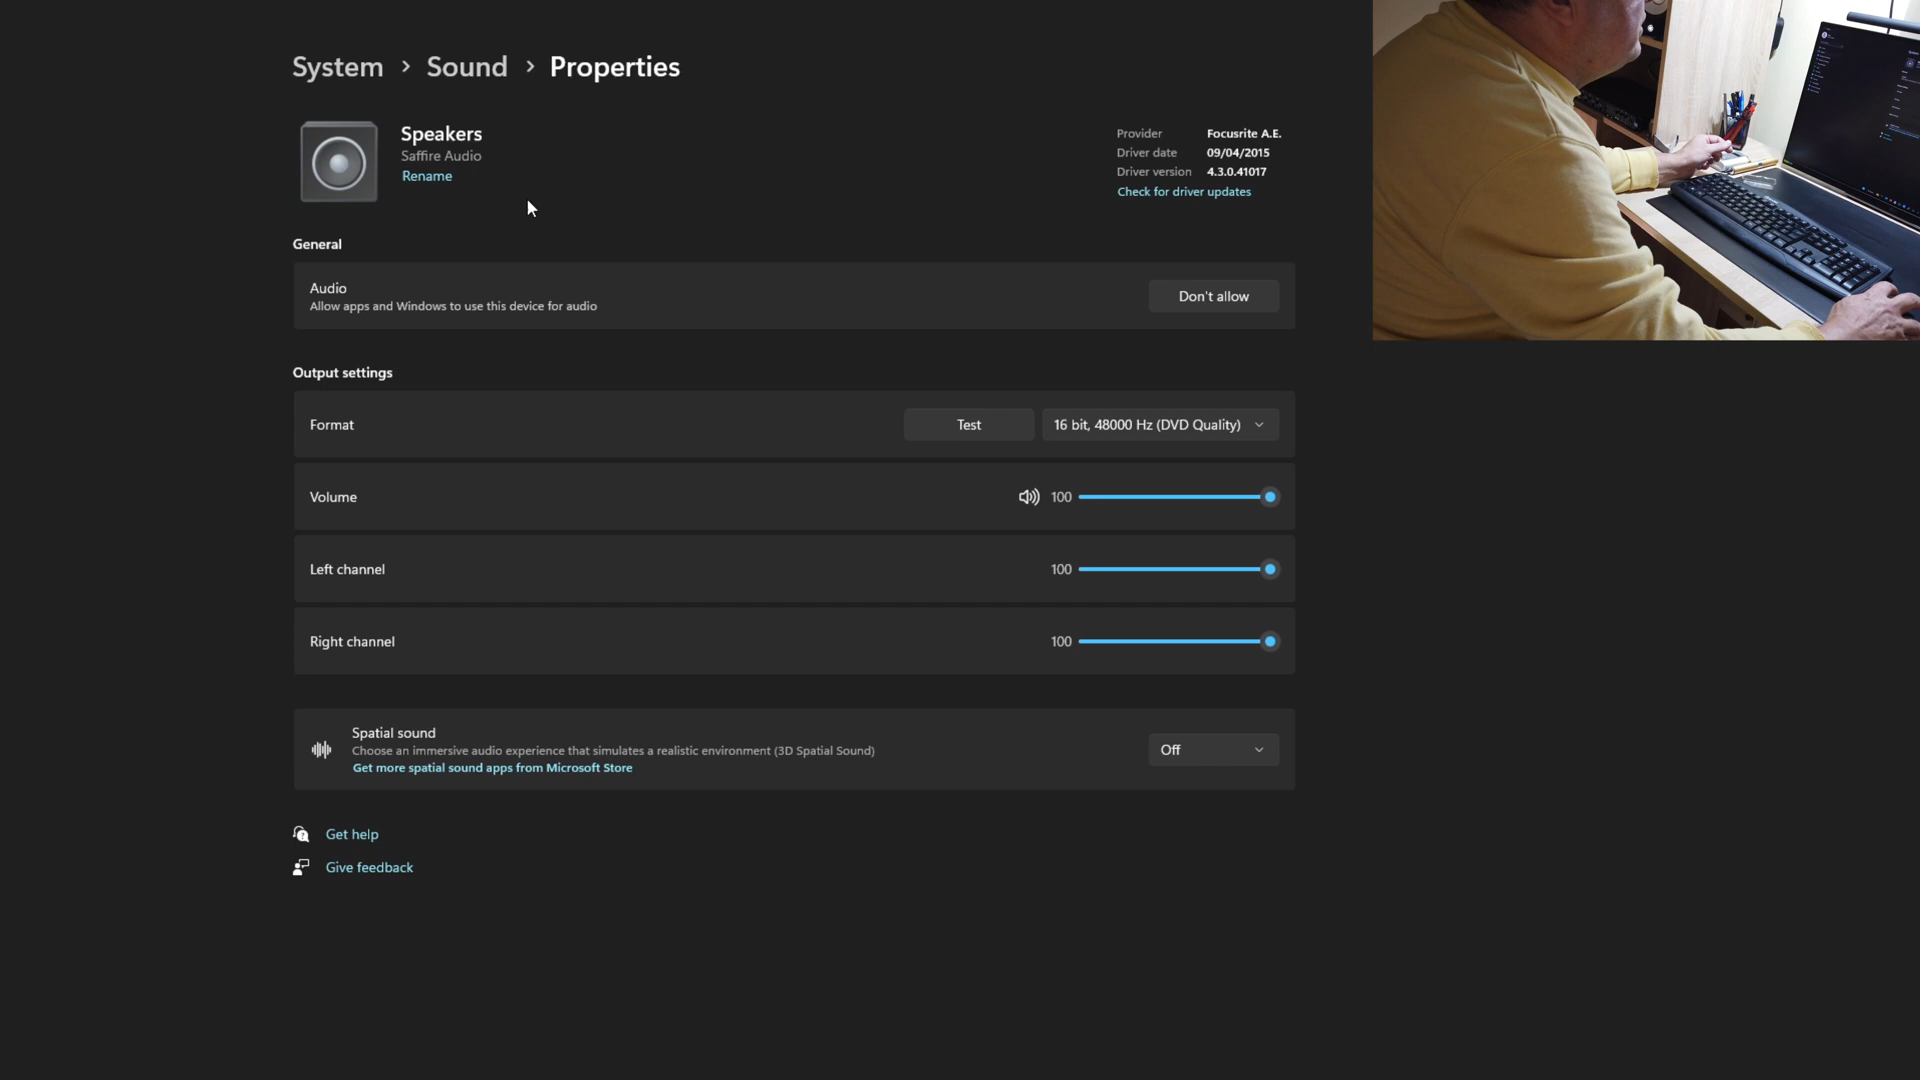 System > Sound > Properties
Speakers
Saffire Audio
Rename
Provider Focusrite A.E.
Driver date 09/04/2015
Driver version 4.3.0.41017
Check for driver updates
General
Audio
Allow apps and Windows to use this device for audio
Don't allow
Output settings
Format
Test
16 bit, 48000 Hz (DVD Quality)
Volume
100
Left channel
100
Right channel
100
Spatial sound
Choose an immersive audio experience that simulates a realistic environment (3D Spatial Sound)
Get more spatial sound apps from Microsoft Store
Off
Get help
Give feedback